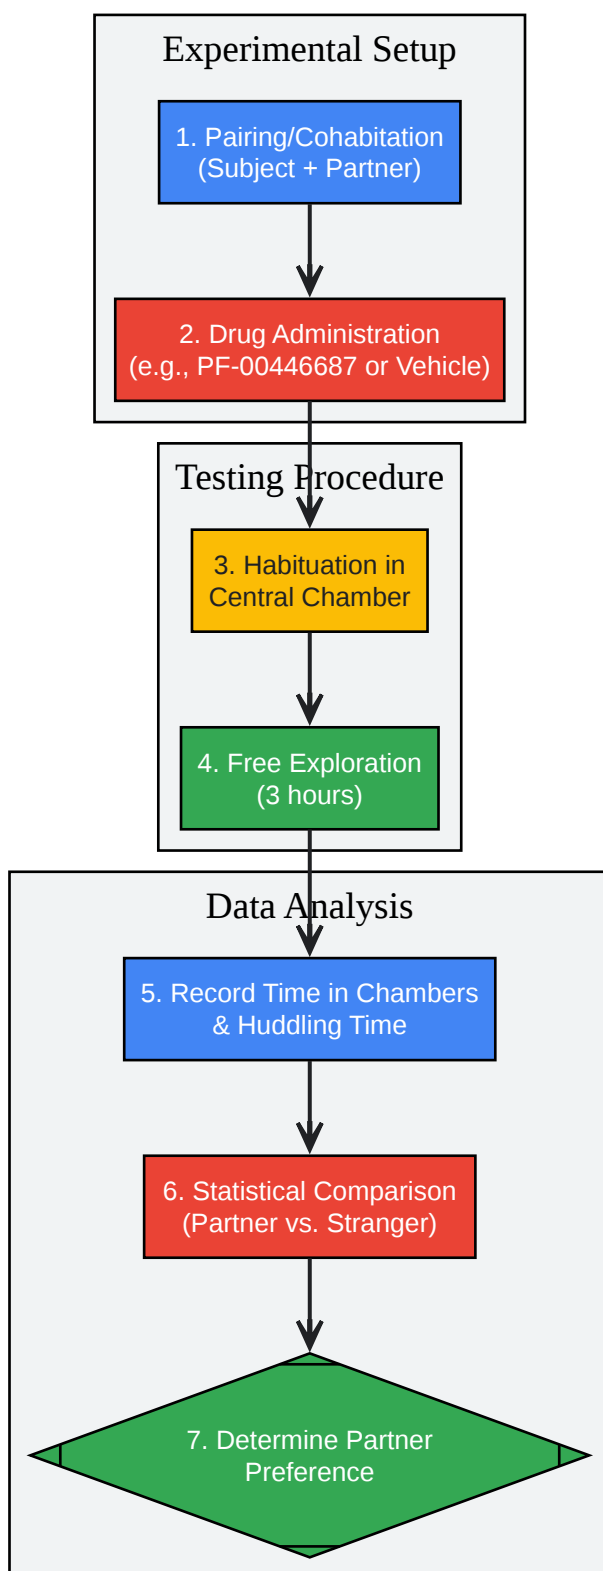 Experimental Setup
1. Pairing/Cohabitation
(Subject + Partner)
2. Drug Administration
(e.g., PF-00446687 or Vehicle)
Testing Procedure
3. Habituation in
Central Chamber
4. Free Exploration
(3 hours)
Data Analysis
5. Record Time in Chambers
& Huddling Time
6. Statistical Comparison
(Partner vs. Stranger)
7. Determine Partner
Preference